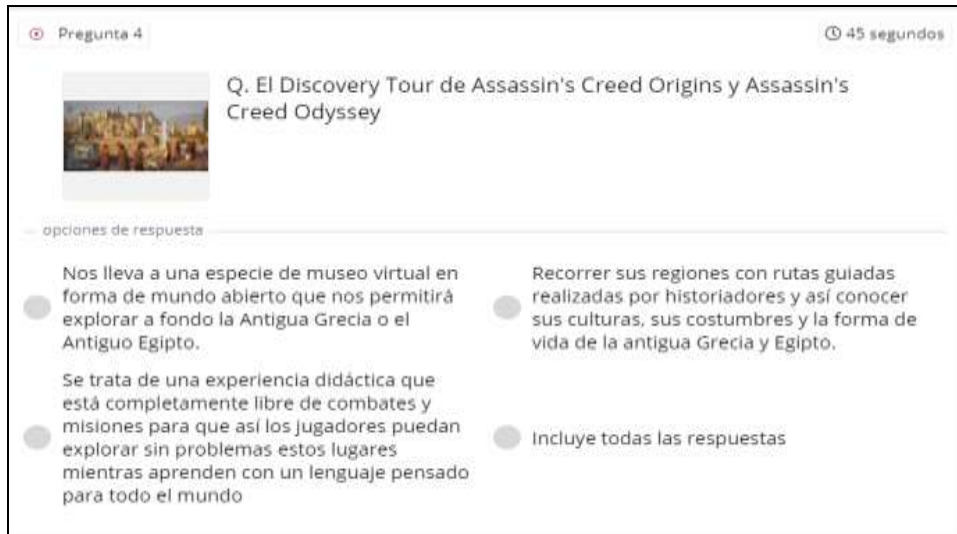 Pregunta 4
45 segundos
Q. El Discovery Tour de Assassin's Creed Origins y Assassin's
Creed Odyssey
opciones de respuesta
Nos lleva a una especie de museo virtual en
forma de mundo abierto que nos permitirá
explorar a fondo la Antigua Grecia o el
Antiguo Egipto.
Recorrer sus regiones con rutas guiadas
realizadas por historiadores y así conocer
sus culturas, sus costumbres y la forma de
vida de la antigua Grecia y Egipto.
Se trata de una experiencia didáctica que
está completamente libre de combates y
misiones para que así los jugadores puedan
explorar sin problemas estos lugares
mientras aprenden con un lenguaje pensado
para todo el mundo
Incluye todas las respuestas